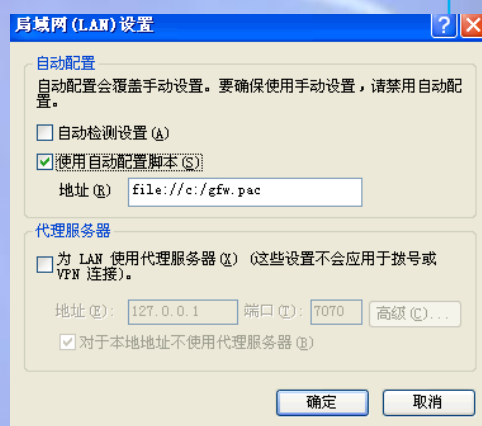 局域网(LAN)设置
自动配置
自动配置会覆盖手动设置。要确保使用手动设置，请禁用自动配
置。
自动检测设置(A)
使用自动配置脚本(S)
地址(R) file://c:/gfw.pac
代理服务器
为 LAN 使用代理服务器(X) (这些设置不会应用于拨号或
VPN 连接)。
地址(E): 127.0.0.1 端口(T): 7070 高级(C)...
对于本地地址不使用代理服务器(B)
确定 取消